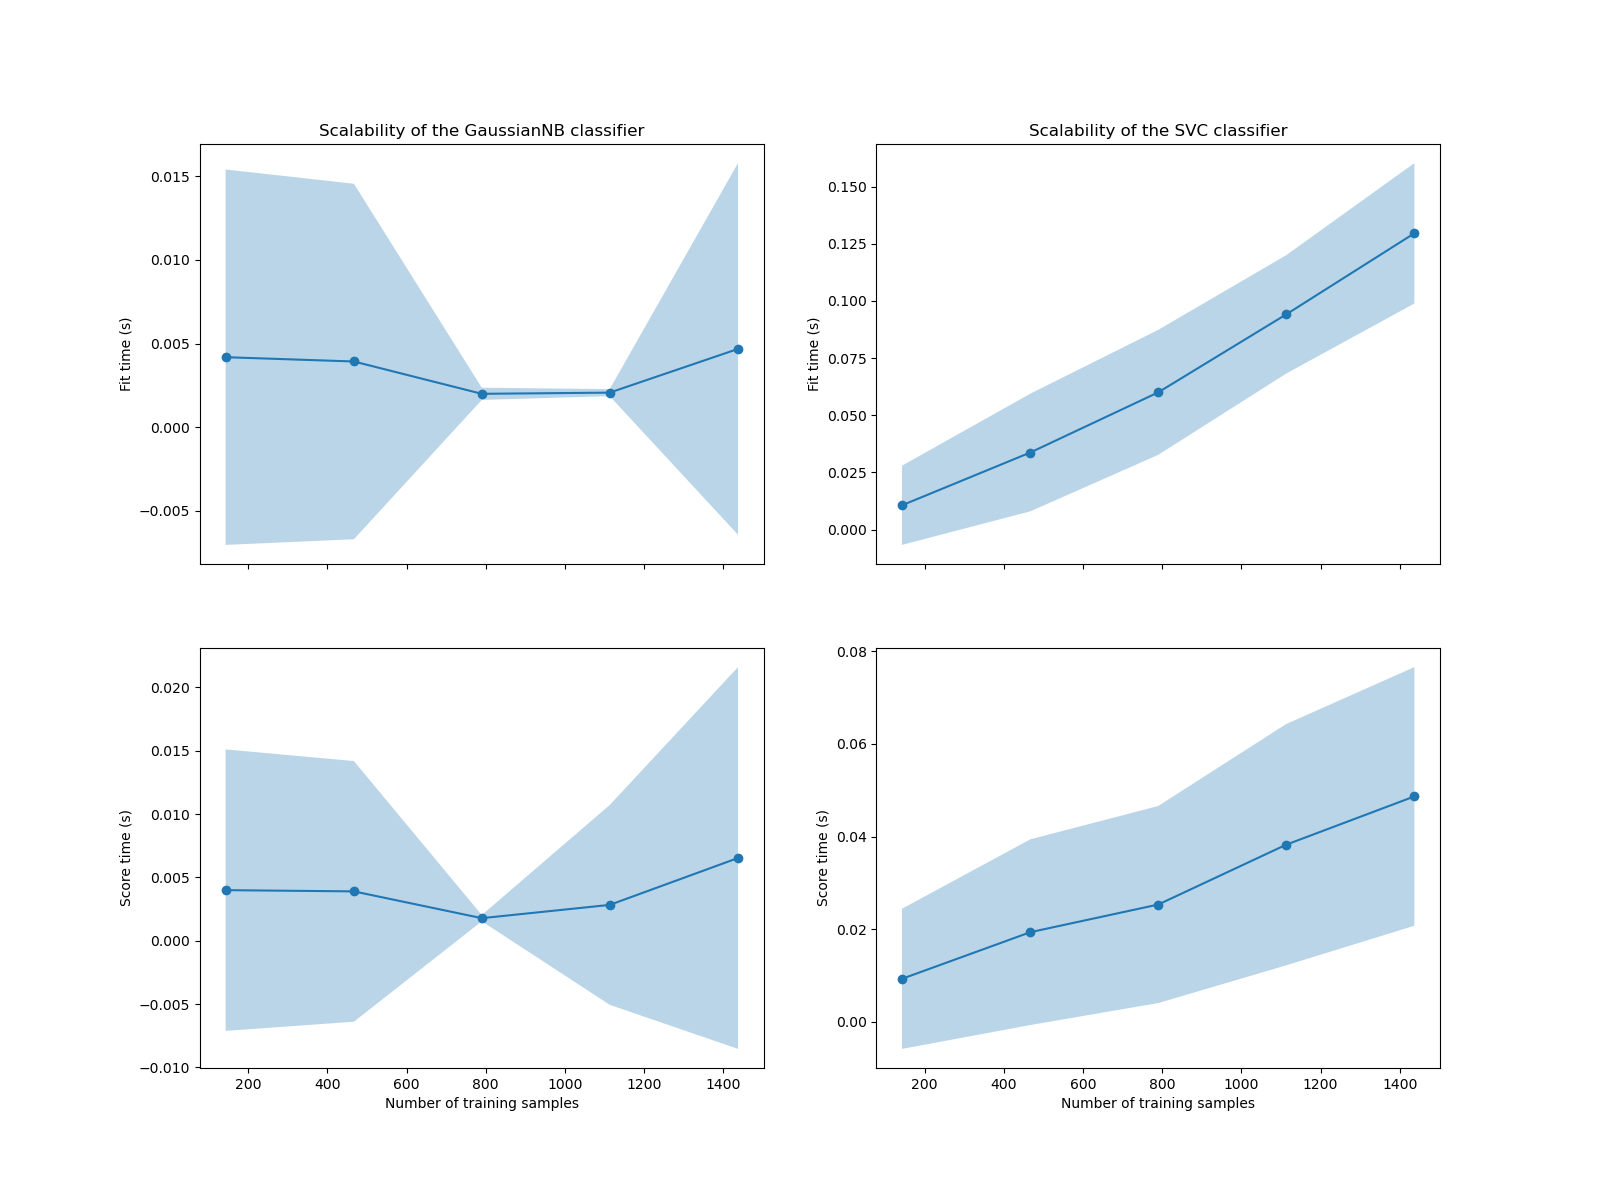 Scalability of the GaussianNB classifier
0.015
0.010
0.005
0.000
−0.005
Fit time (s)
Scalability of the SVC classifier
0.150
0.125
0.100
0.075
0.050
0.025
0.000
Fit time (s)
0.020
0.015
0.010
0.005
0.000
−0.005
−0.010
Score time (s)
200 400 600 800 1000 1200 1400
Number of training samples
0.08
0.06
0.04
0.02
0.00
Score time (s)
200 400 600 800 1000 1200 1400
Number of training samples